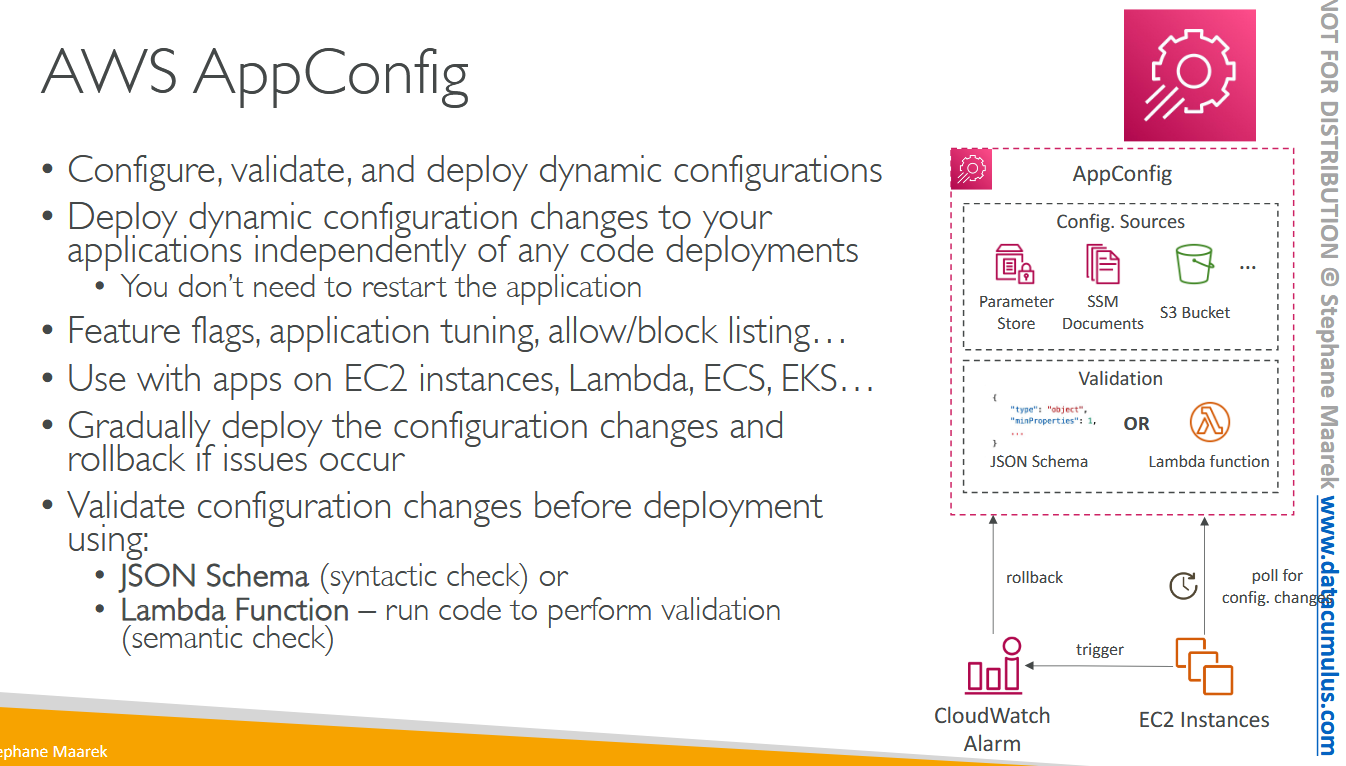 AWS AppConfig
• Configure, validate, and deploy dynamic configurations
• Deploy dynamic configuration changes to your
applications independently of any code deployments
• You don't need to restart the application
• Feature flags, application tuning, allow/block listing…
• Use with apps on EC2 instances, Lambda, ECS, EKS…
• Gradually deploy the configuration changes and
rollback if issues occur
• Validate configuration changes before deployment
using:
• JSON Schema (syntactic check) or
• Lambda Function – run code to perform validation
(semantic check)
AppConfig
Config. Sources
Parameter
Store
SSM
Documents
S3 Bucket
...
Validation
{
"type": "object",
"minProperties": 1,
...
}
JSON Schema
OR
Lambda function
rollback
poll for
config. changes
trigger
CloudWatch
Alarm
EC2 Instances
NOT FOR DISTRIBUTION © Stephane Maarek www.datacumulus.com
ephane Maarek